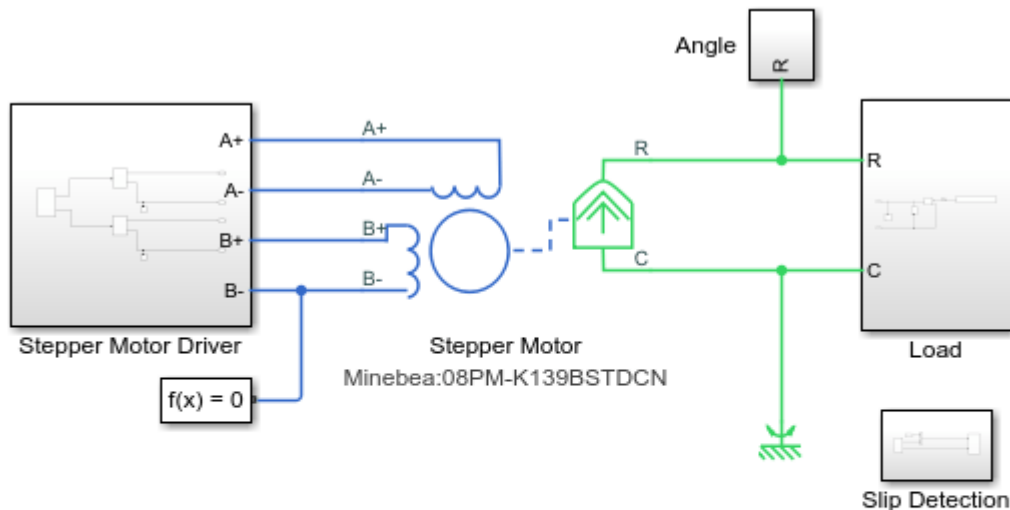 Angle
R
A+
A+
A-
A-
B+
B+
B-
B-
R
C
R
C
Stepper Motor Driver
Stepper Motor
Minebea:08PM-K139BSTDCN
Load
f(x) = 0
Slip Detection